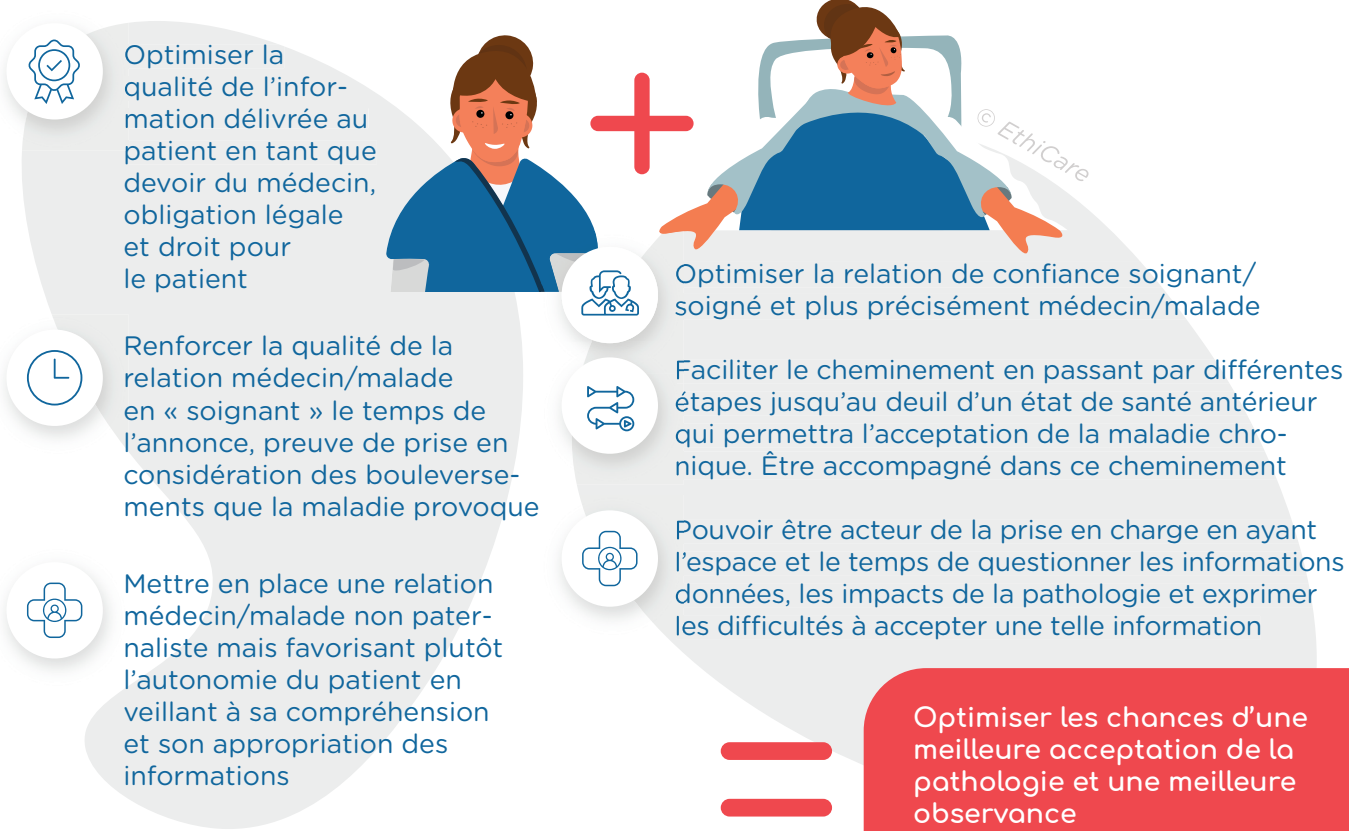 Optimiser la
qualité de l’infor-
mation délivrée au
patient en tant que
devoir du médecin,
obligation légale
et droit pour
le patient
Renforcer la qualité de la
relation médecin/malade
en « soignant » le temps de
l’annonce, preuve de prise en
considération des bouleverse-
ments que la maladie provoque
Mettre en place une relation
médecin/malade non pater-
naliste mais favorisant plutôt
l’autonomie du patient en
veillant à sa compréhension
et son appropriation des
informations
© EthiCare
Optimiser la relation de confiance soignant/
soigné et plus précisément médecin/malade
Faciliter le cheminement en passant par différentes
étapes jusqu’au deuil d’un état de santé antérieur
qui permettra l’acceptation de la maladie chro-
nique. Être accompagné dans ce cheminement
Pouvoir être acteur de la prise en charge en ayant
l’espace et le temps de questionner les informations
données, les impacts de la pathologie et exprimer
les difficultés à accepter une telle information
Optimiser les chances d’une
meilleure acceptation de la
pathologie et une meilleure
observance